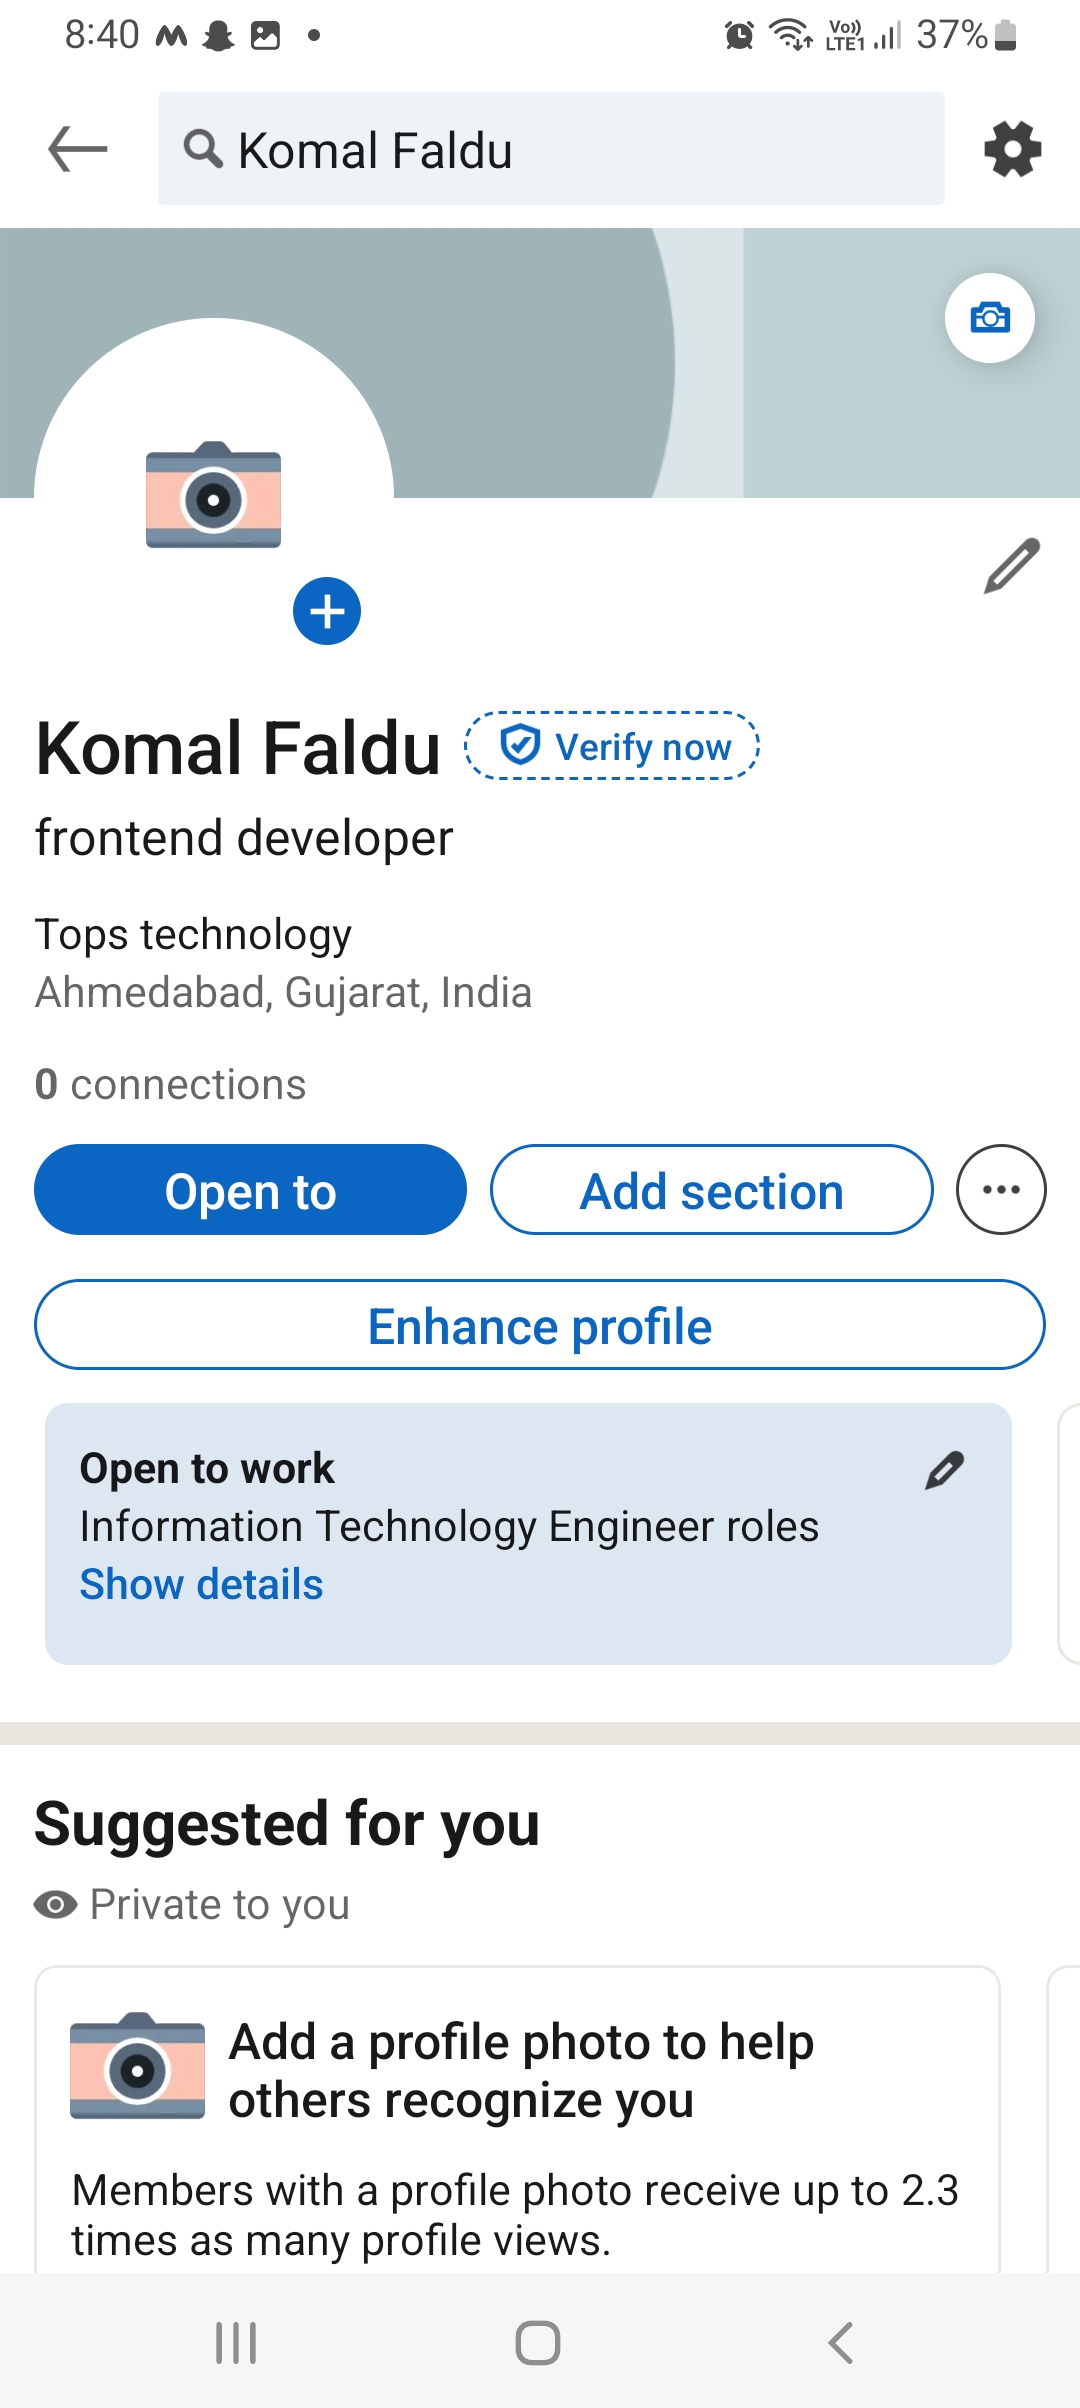 8:40
Vo)) LTE1 37%
Komal Faldu
Komal Faldu
Verify now
frontend developer
Tops technology
Ahmedabad, Gujarat, India
0 connections
Open to
Add section
Enhance profile
Open to work
Information Technology Engineer roles
Show details
Suggested for you
Private to you
Add a profile photo to help
others recognize you
Members with a profile photo receive up to 2.3
times as many profile views.